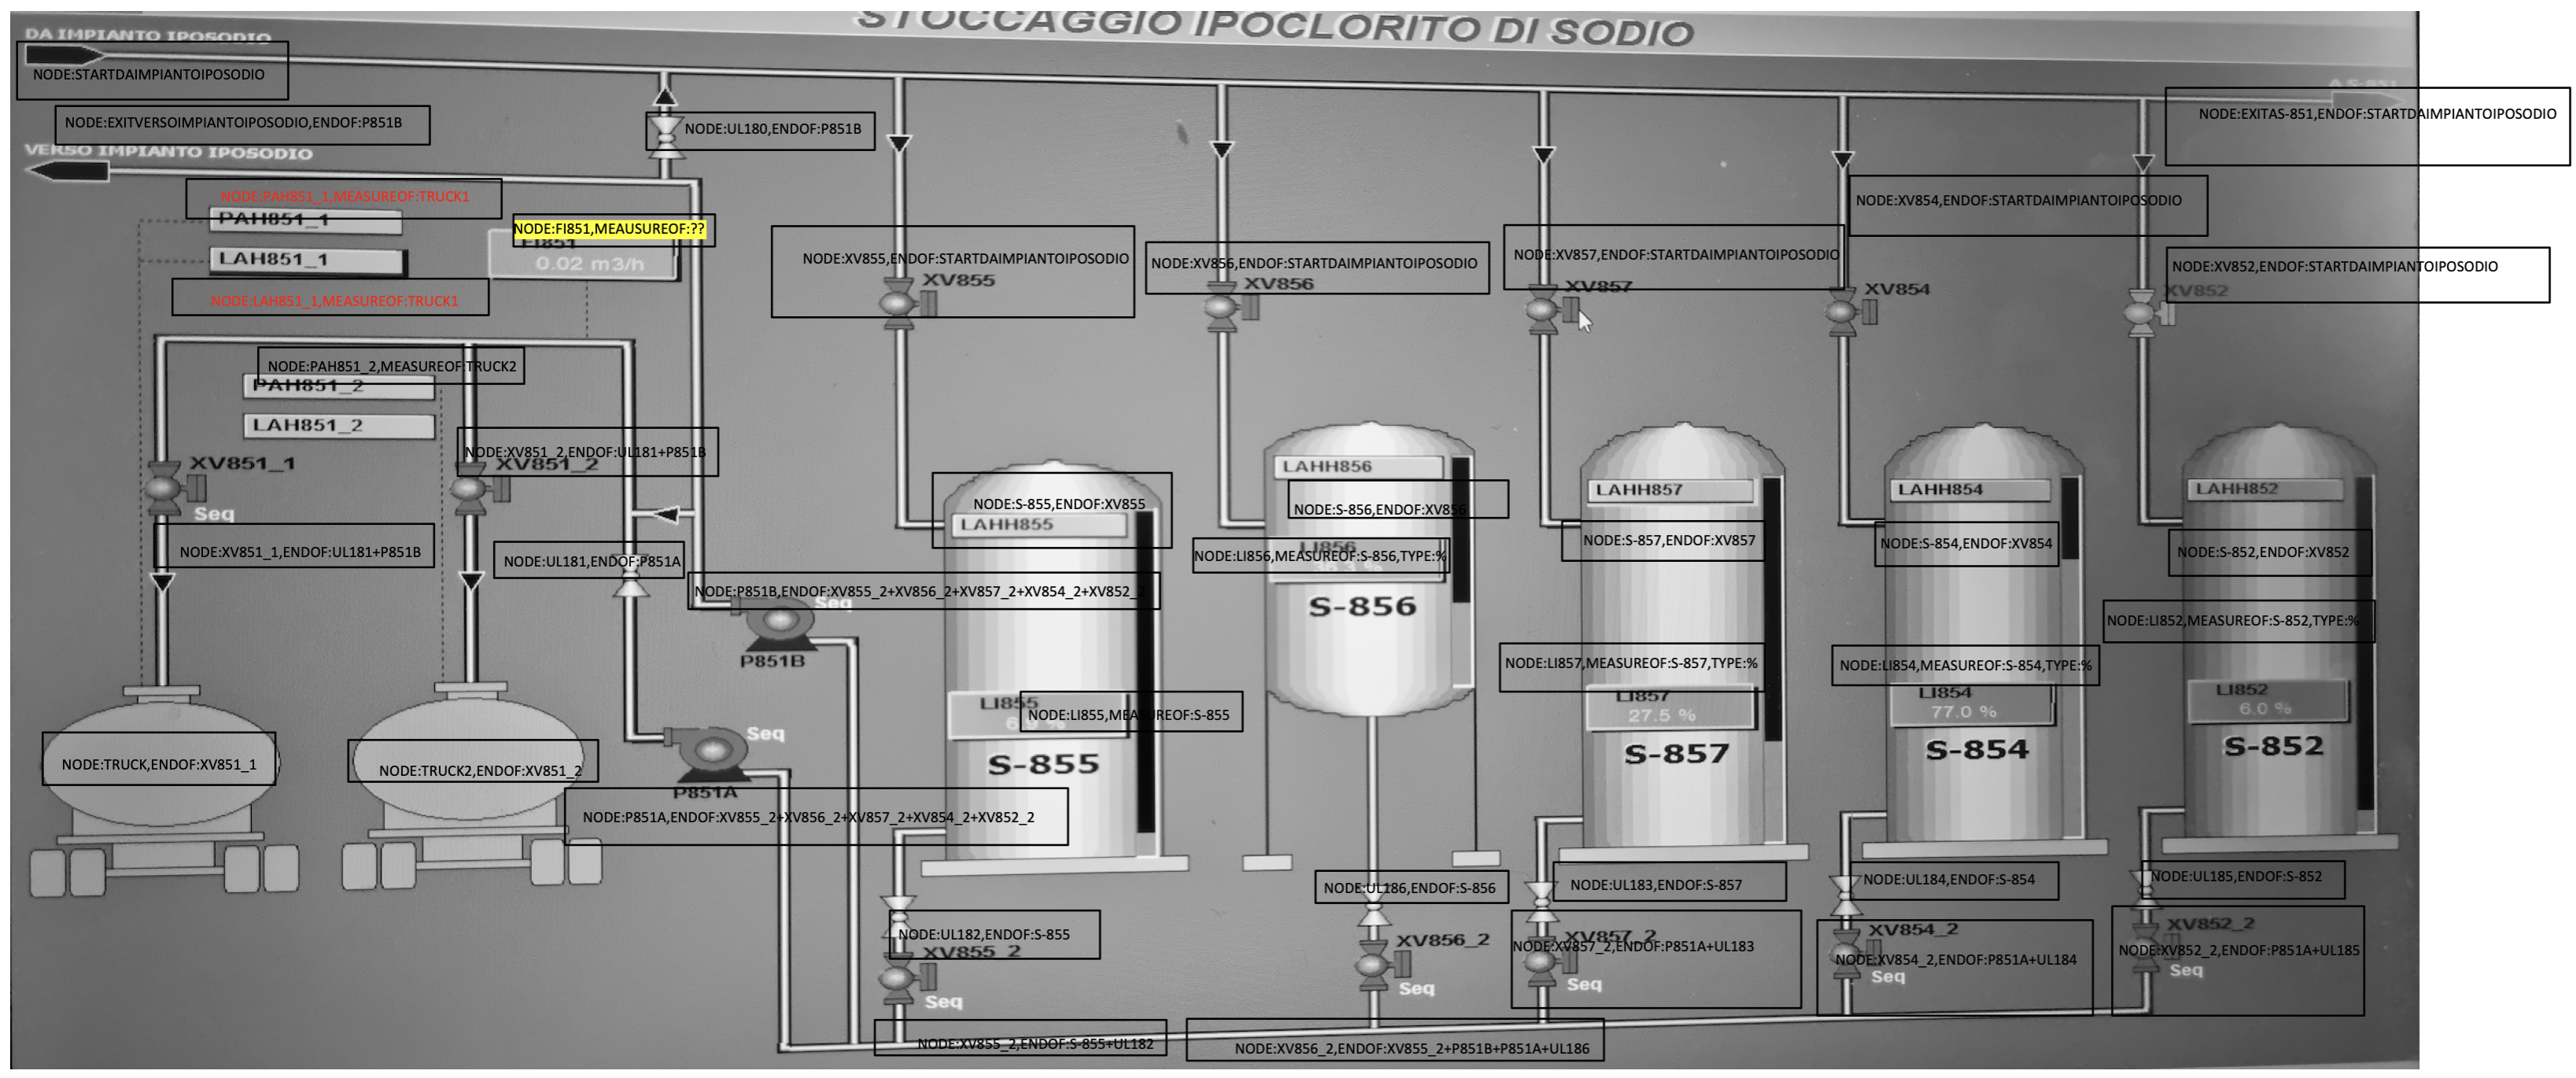 STOCCAGGIO IPOCLORITO DI SODIO
DA IMPIANTO IPOSODIO
NODE:STARTDAIMPIANTOIPOSODIO
A S-851
NODE:EXITAS-851,ENDOF:STARTDAIMPIANTOIPOSODIO
NODE:EXITVERSOIMPIANTOIPOSODIO,ENDOF:P851B
NODE:UL180,ENDOF:P851B
VERSO IMPIANTO IPOSODIO
NODE:PAH851_1,MEASUREOF:TRUCK1
PAH851_1
NODE:FI851,MEAUSUREOF:??
FI851
0.02 m3/h
LAH851_1
NODE:LAH851_1,MEASUREOF:TRUCK1
NODE:XV855,ENDOF:STARTDAIMPIANTOIPOSODIO
XV855
NODE:XV856,ENDOF:STARTDAIMPIANTOIPOSODIO
XV856
NODE:XV857,ENDOF:STARTDAIMPIANTOIPOSODIO
XV857
NODE:XV854,ENDOF:STARTDAIMPIANTOIPOSODIO
XV854
NODE:XV852,ENDOF:STARTDAIMPIANTOIPOSODIO
XV852
NODE:PAH851_2,MEASUREOF:TRUCK2
PAH851_2
LAH851_2
XV851_1
Seq
NODE:XV851_2,ENDOF:UL181+P851B
XV851_2
NODE:XV851_1,ENDOF:UL181+P851B
NODE:UL181,ENDOF:P851A
NODE:P851B,ENDOF:XV855_2+XV856_2+XV857_2+XV854_2+XV852_2
Seq
P851B
NODE:S-855,ENDOF:XV855
LAHH855
LAHH856
NODE:S-856,ENDOF:XV856
LI856
NODE:LI856,MEASUREOF:S-856,TYPE:%
S-856
LAHH857
NODE:S-857,ENDOF:XV857
LAHH854
NODE:S-854,ENDOF:XV854
LAHH852
NODE:S-852,ENDOF:XV852
NODE:LI857,MEASUREOF:S-857,TYPE:%
LI857
27.5 %
S-857
NODE:LI854,MEASUREOF:S-854,TYPE:%
LI854
77.0 %
S-854
NODE:LI852,MEASUREOF:S-852,TYPE:%
LI852
6.0 %
S-852
LI855
NODE:LI855,MEASUREOF:S-855
S-855
Seq
P851A
NODE:TRUCK,ENDOF:XV851_1
NODE:TRUCK2,ENDOF:XV851_2
NODE:P851A,ENDOF:XV855_2+XV856_2+XV857_2+XV854_2+XV852_2
NODE:UL182,ENDOF:S-855
XV855_2
Seq
NODE:UL186,ENDOF:S-856
XV856_2
Seq
NODE:UL183,ENDOF:S-857
XV857_2
NODE:XV857_2,ENDOF:P851A+UL183
Seq
NODE:UL184,ENDOF:S-854
XV854_2
NODE:XV854_2,ENDOF:P851A+UL184
Seq
NODE:UL185,ENDOF:S-852
XV852_2
NODE:XV852_2,ENDOF:P851A+UL185
Seq
NODE:XV855_2,ENDOF:S-855+UL182
NODE:XV856_2,ENDOF:XV855_2+P851B+P851A+UL186